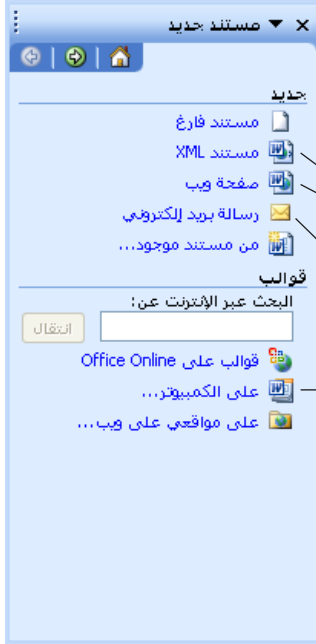 مستند جديد
جديد
مستند فارغ
مستند XML
صفحة ويب
رسالة بريد إلكتروني
من مستند موجود...
قوالب
البحث عبر الإنترنت عن:
انتقال
قوالب على Office Online
على الكمبيوتر...
على مواقعي على ويب...